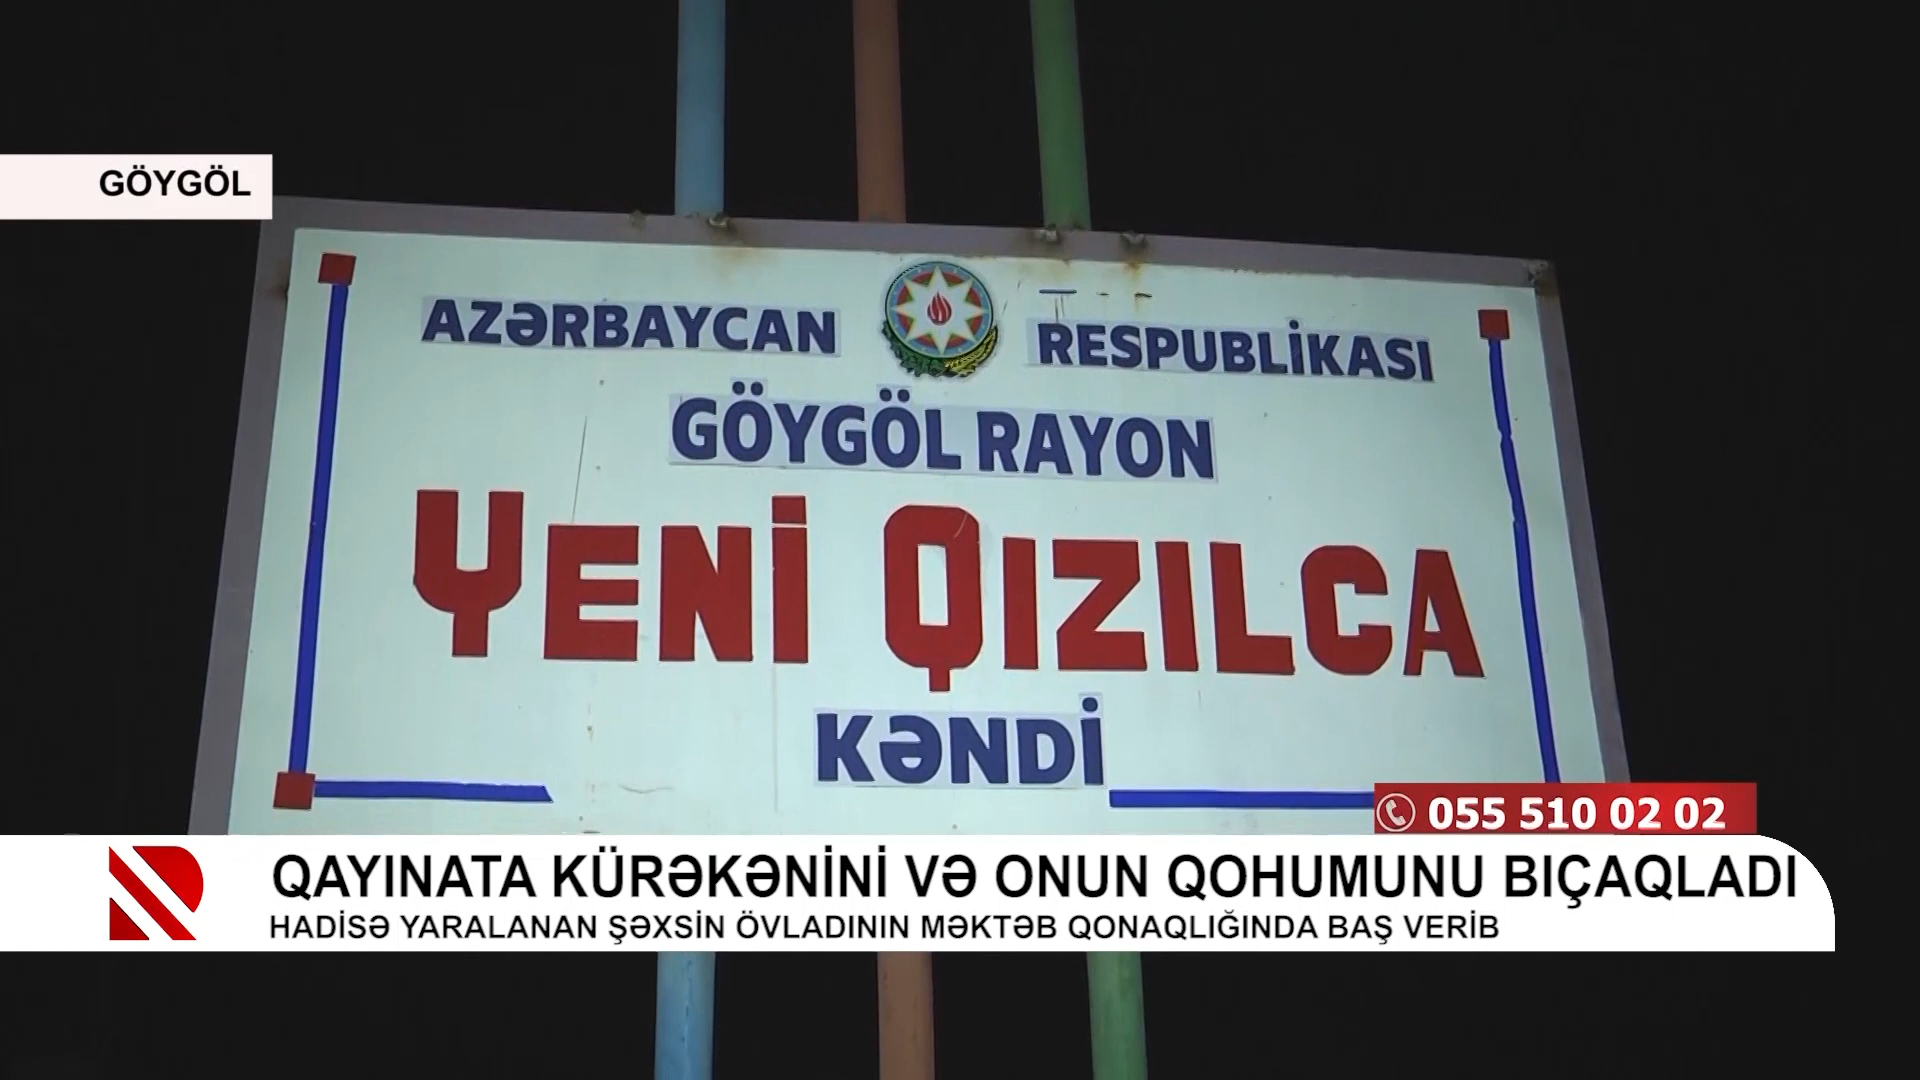 GÖYGÖL
AZƏRBAYCAN RESPUBLİKASI
GÖYGÖL RAYON
YENİ QIZILCA
KƏNDİ
055 510 02 02
QAYINATA KÜRƏKƏNİNİ VƏ ONUN QOHUMUNU BIÇAQLADI
HADİSƏ YARALANAN ŞƏXSİN ÖVLADININ MƏKTƏB QONAQLIĞINDA BAŞ VERİB